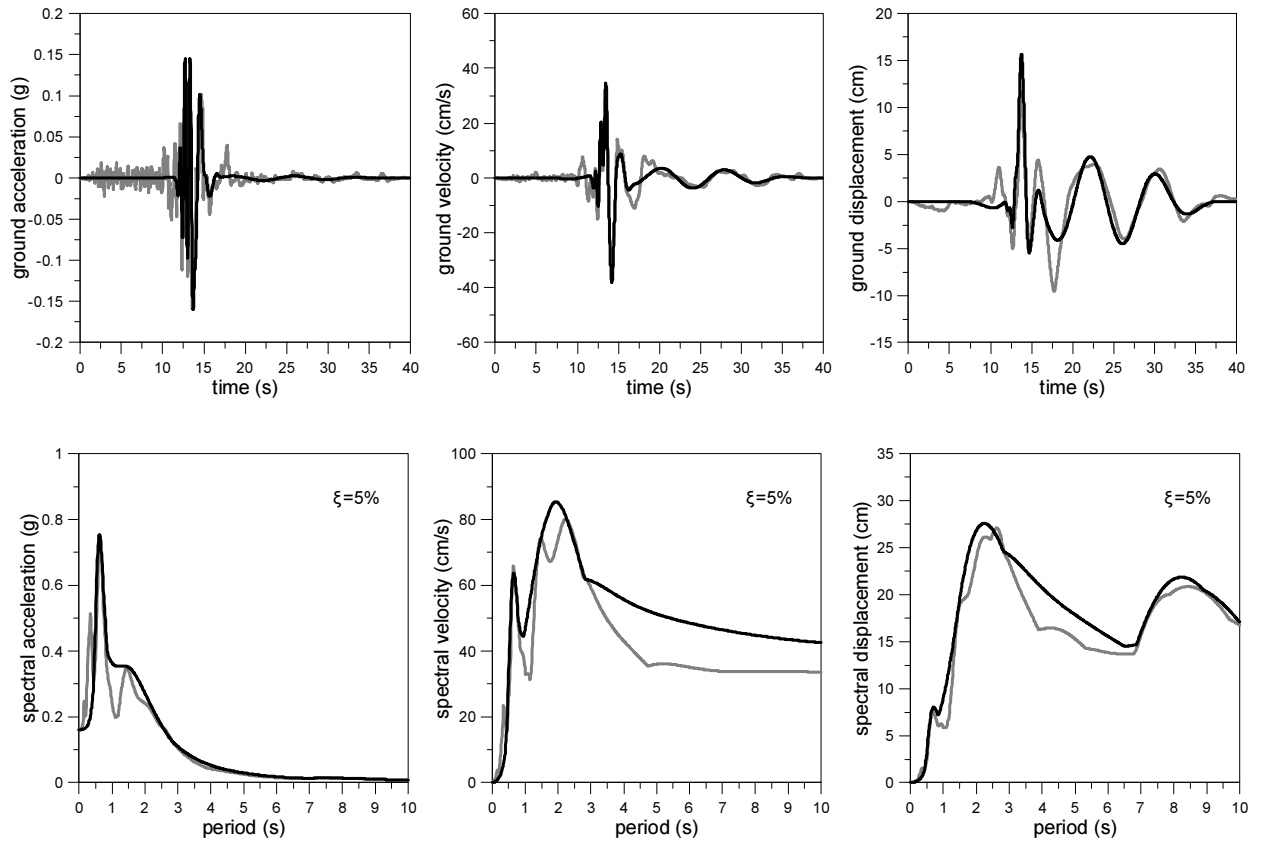 ground acceleration (g)
0.2
0.15
0.1
0.05
0
-0.05
-0.1
-0.15
-0.2
0 5 10 15 20 25 30 35 40
time (s)
ground velocity (cm/s)
60
40
20
0
-20
-40
-60
0 5 10 15 20 25 30 35 40
time (s)
ground displacement (cm)
20
15
10
5
0
-5
-10
-15
0 5 10 15 20 25 30 35 40
time (s)
spectral acceleration (g)
1
0.8
0.6
0.4
0.2
0
ξ=5%
0 1 2 3 4 5 6 7 8 9 10
period (s)
spectral velocity (cm/s)
100
80
60
40
20
0
ξ=5%
0 1 2 3 4 5 6 7 8 9 10
period (s)
spectral displacement (cm)
35
30
25
20
15
10
5
0
ξ=5%
0 1 2 3 4 5 6 7 8 9 10
period (s)